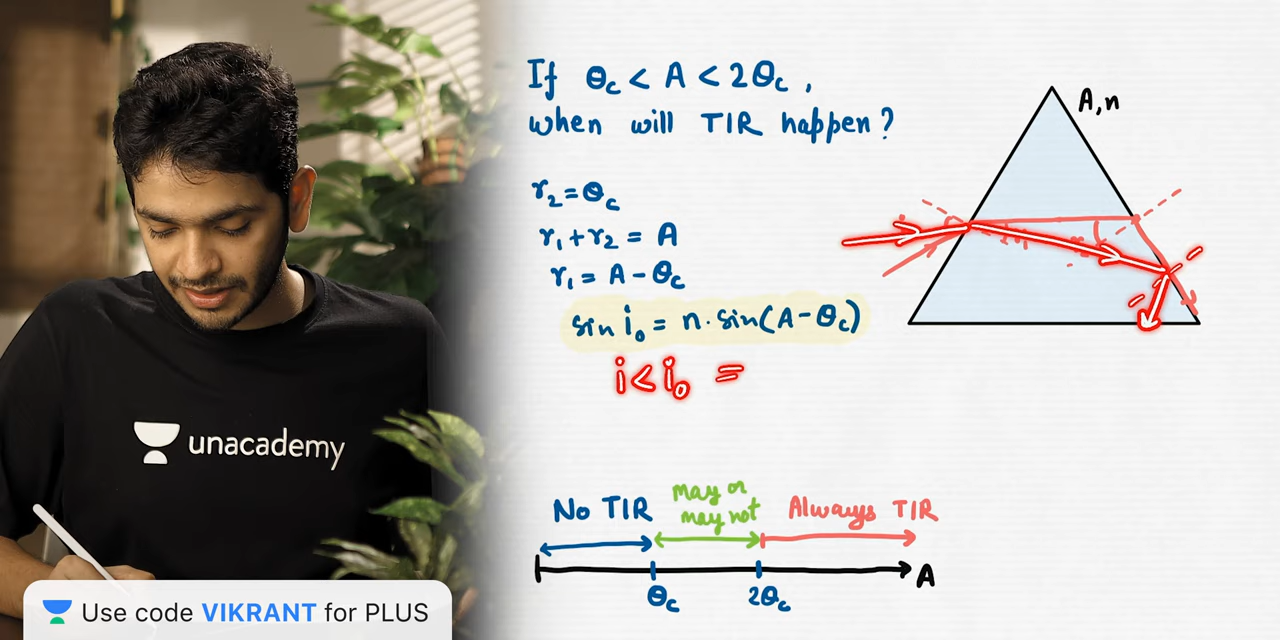 If θc < A < 2θc ,
when will TIR happen ?
A, n
r₂ = θc
r₁ + r₂ = A
r₁ = A - θc
sin i₀ = n · sin(A - θc)
i < i₀ =
unacademy
No TIR
may or
may not
Always TIR
A
θc
2θc
Use code VIKRANT for PLUS